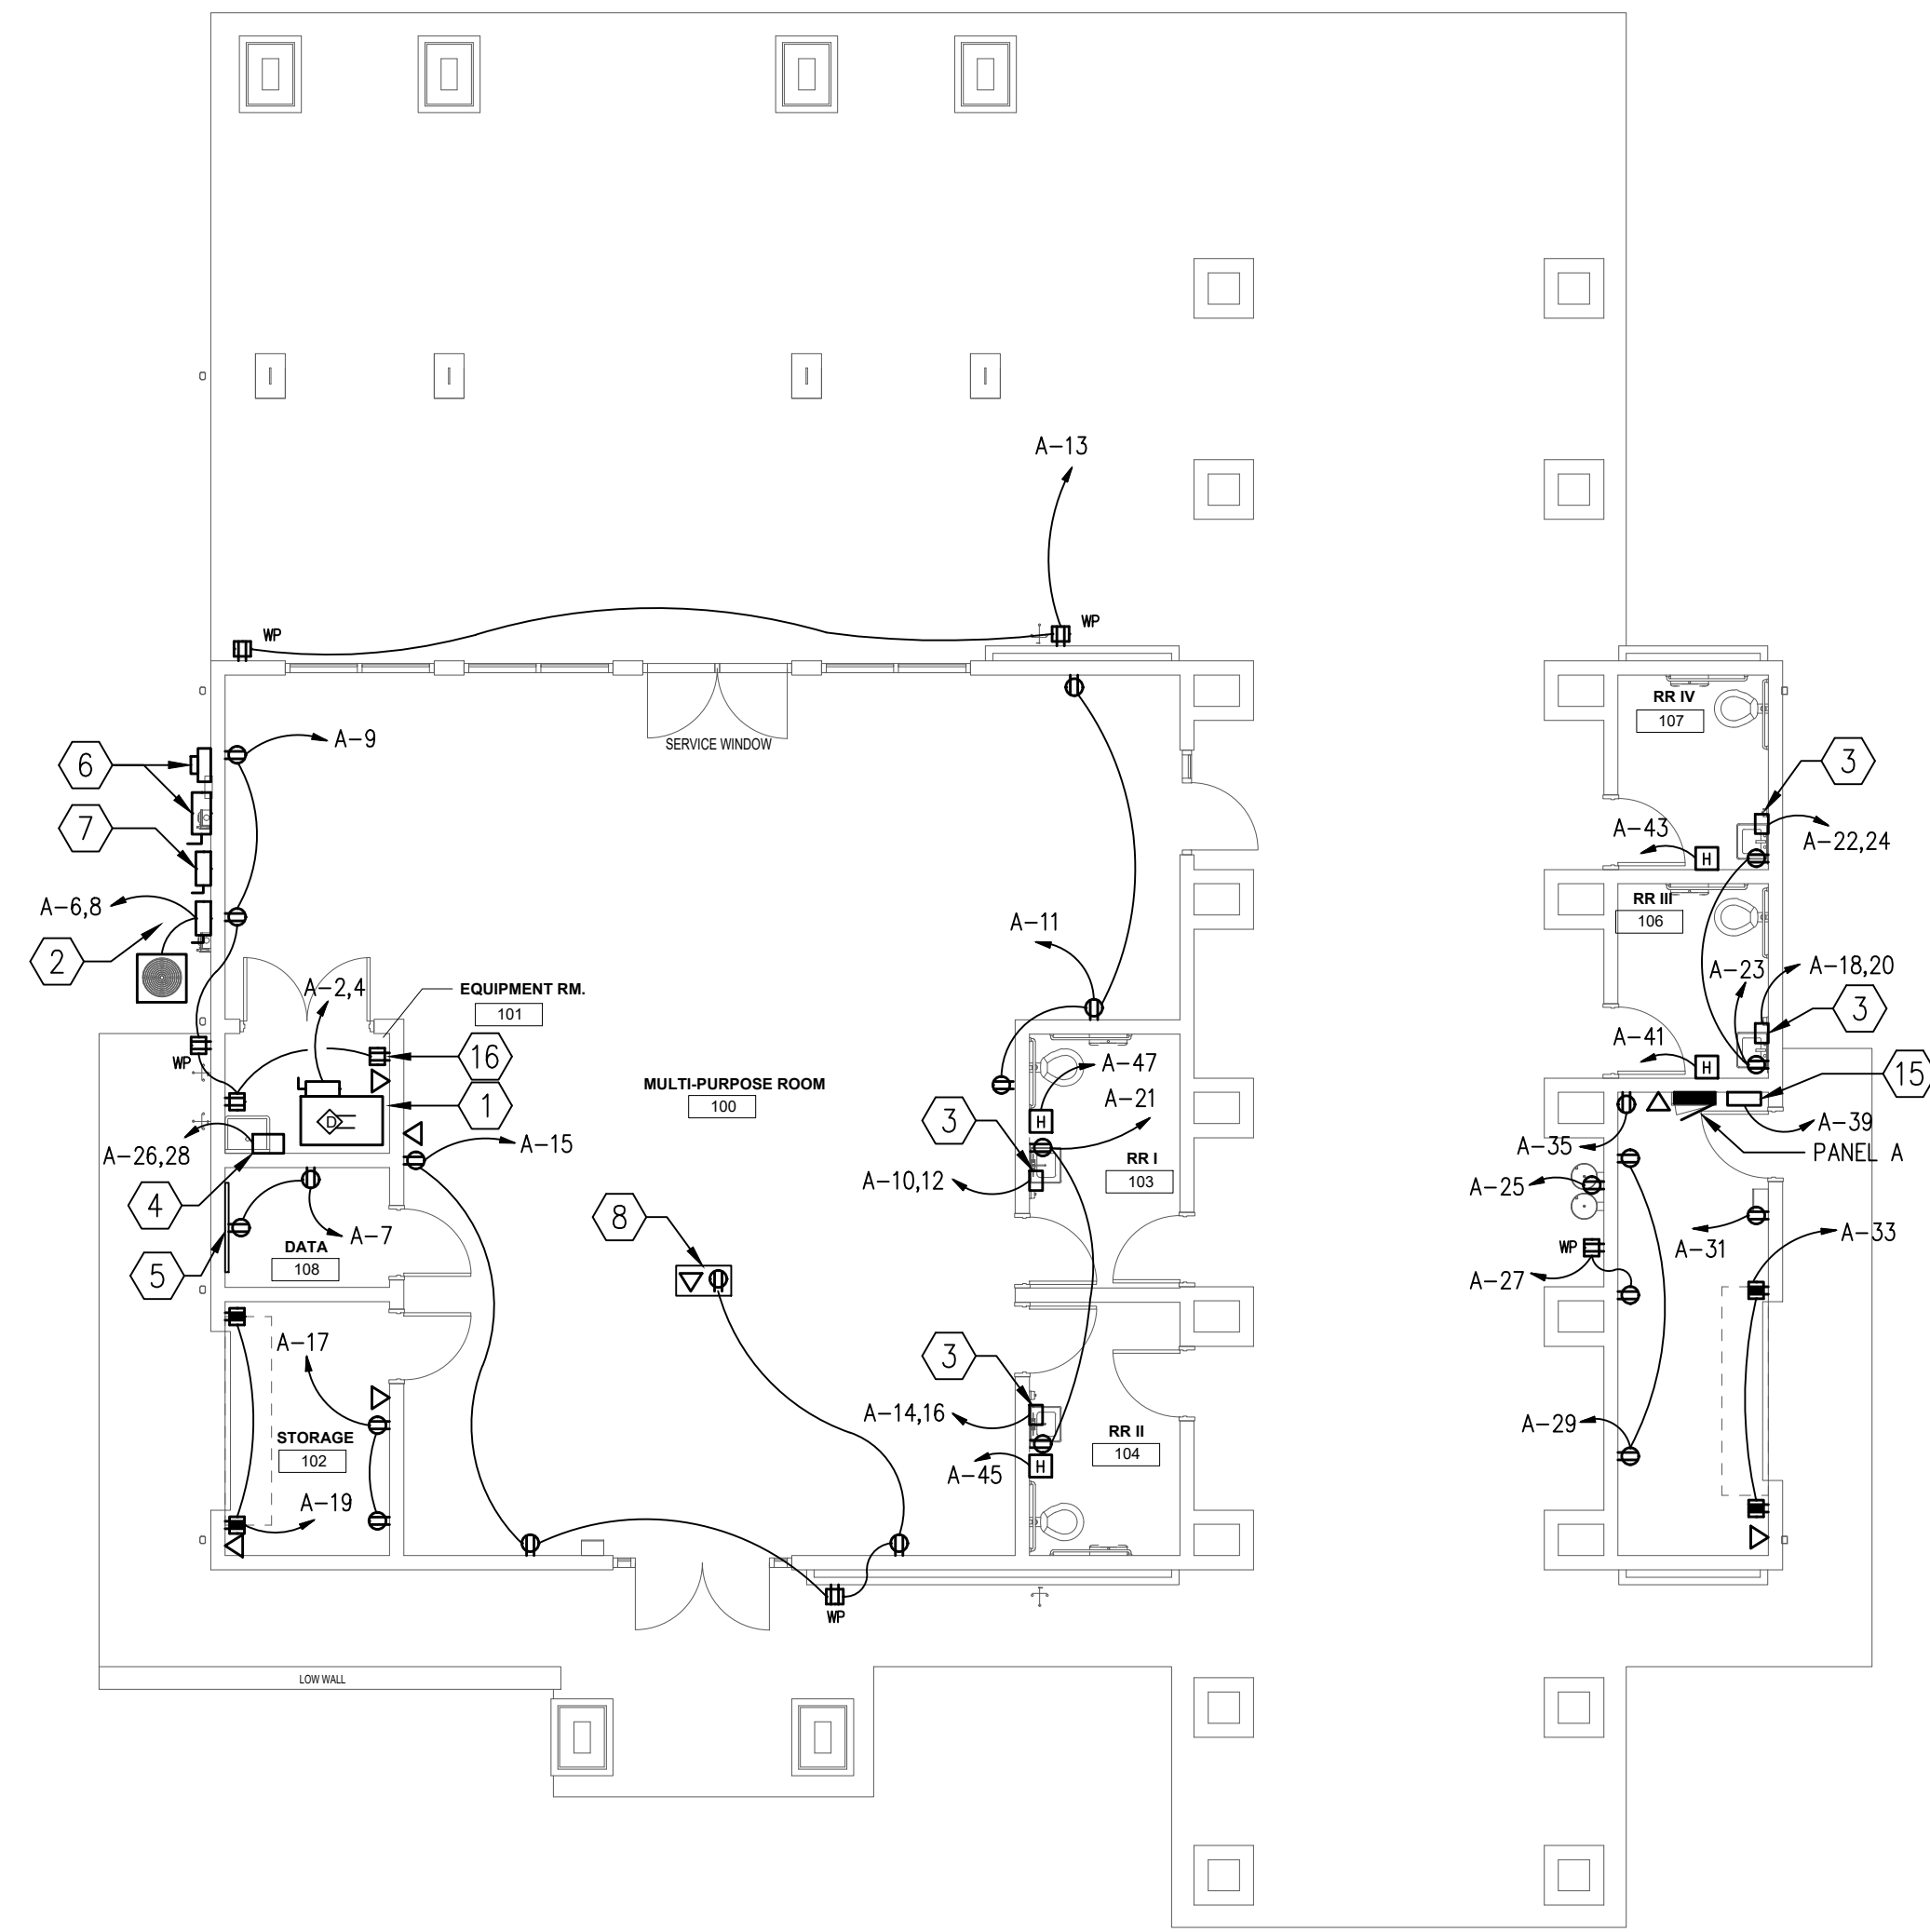 A-13
WP
WP
SERVICE WINDOW
A-9
6
7
A-6,8
2
RR IV
107
3
A-43
A-22,24
RR III
106
A-11
A-23
A-18,20
3
A-2,4
EQUIPMENT RM.
101
16
WP
1
MULTI-PURPOSE ROOM
100
A-47
A-41
H
H
15
D
3
A-21
H
A-39
PANEL A
A-35
A-26,28
A-15
4
A-10,12
RR I
103
A-25
8
A-7
DATA
108
5
WP
A-31
A-33
A-27
A-17
3
A-14,16
STORAGE
102
A-19
RR II
104
A-45
H
A-29
WP
LOW WALL